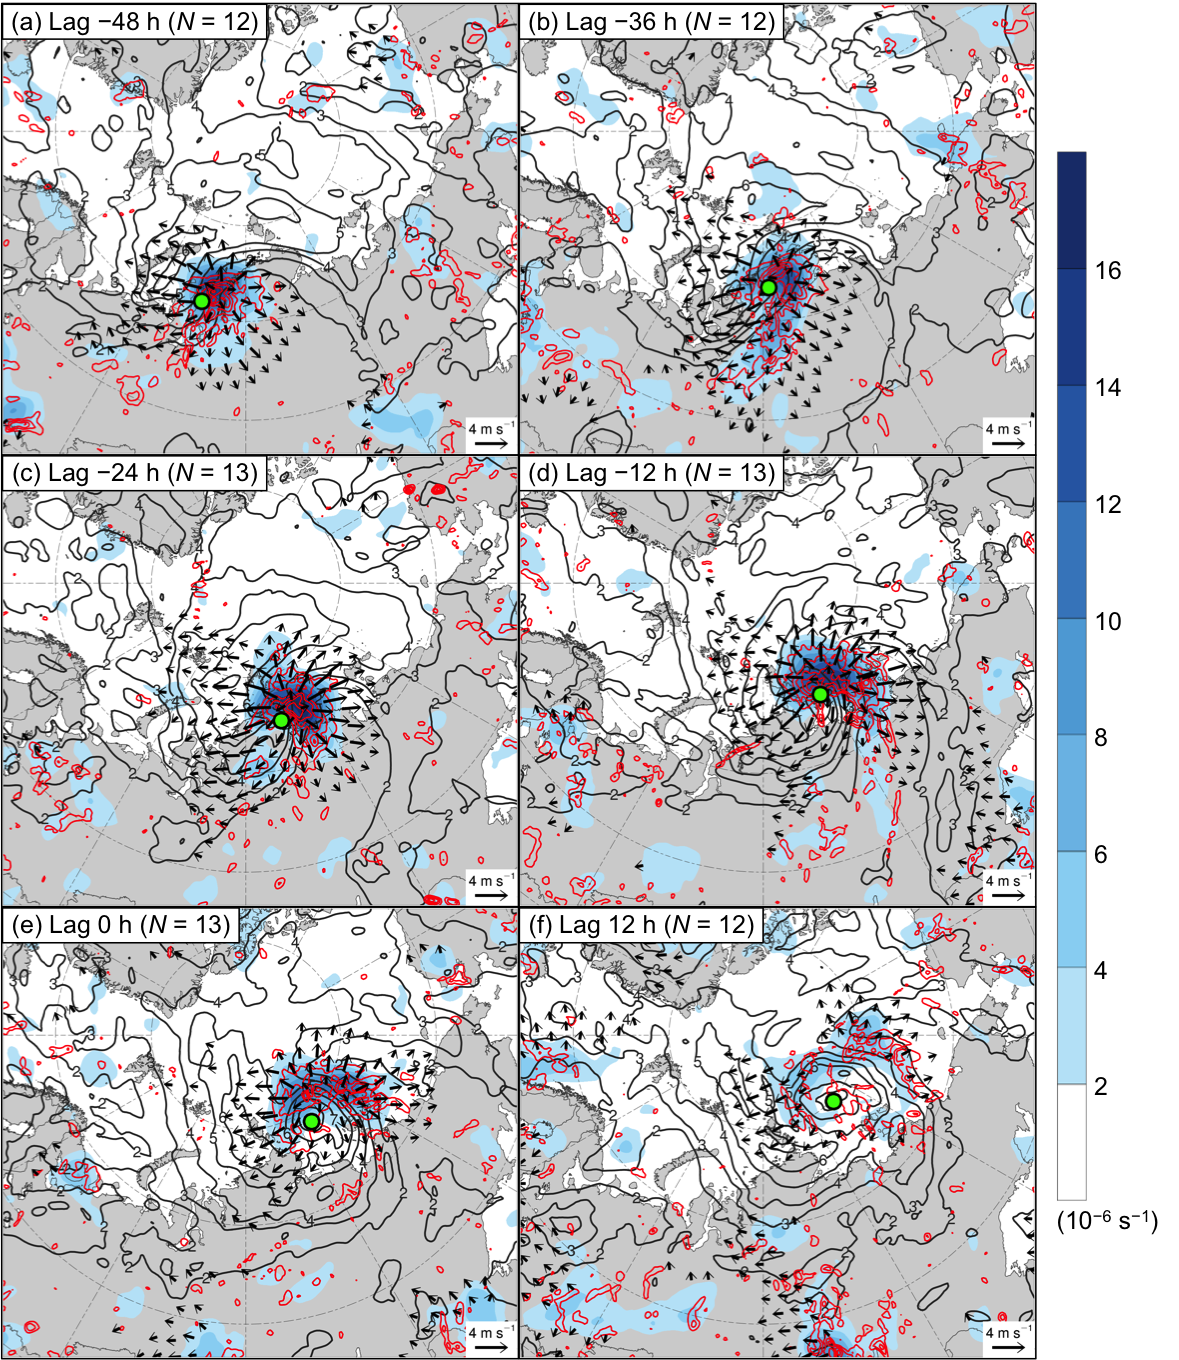 (a) Lag −48 h (N = 12)
(b) Lag −36 h (N = 12)
4 m s⁻¹
4 m s⁻¹
(c) Lag −24 h (N = 13)
(d) Lag −12 h (N = 13)
4 m s⁻¹
4 m s⁻¹
(e) Lag 0 h (N = 13)
(f) Lag 12 h (N = 12)
4 m s⁻¹
4 m s⁻¹
16
14
12
10
8
6
4
2
(10⁻⁶ s⁻¹)